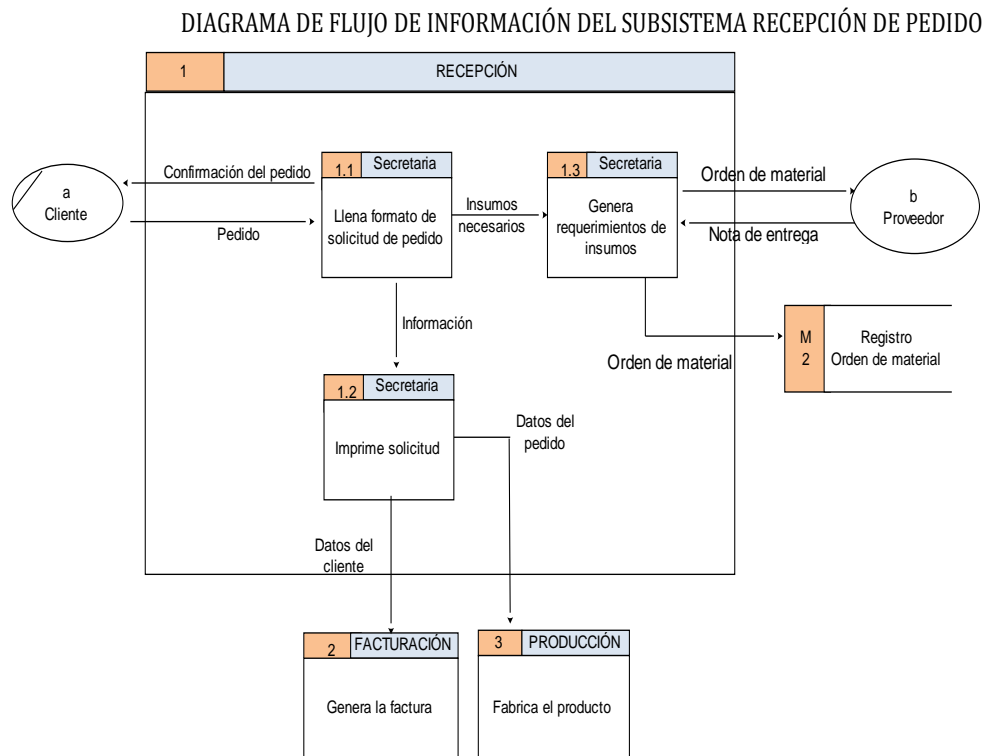 DIAGRAMA DE FLUJO DE INFORMACIÓN DEL SUBSISTEMA RECEPCIÓN DE PEDIDO
1
RECEPCIÓN
a
Cliente
Confirmación del pedido
Pedido
1.1
Secretaria
Llena formato de
solicitud de pedido
Insumos
necesarios
1.3
Secretaria
Genera
requerimientos de
insumos
Orden de material
Nota de entrega
b
Proveedor
Información
Orden de material
M
2
Registro
Orden de material
1.2
Secretaria
Imprime solicitud
Datos del
pedido
Datos del
cliente
2
FACTURACIÓN
Genera la factura
3
PRODUCCIÓN
Fabrica el producto